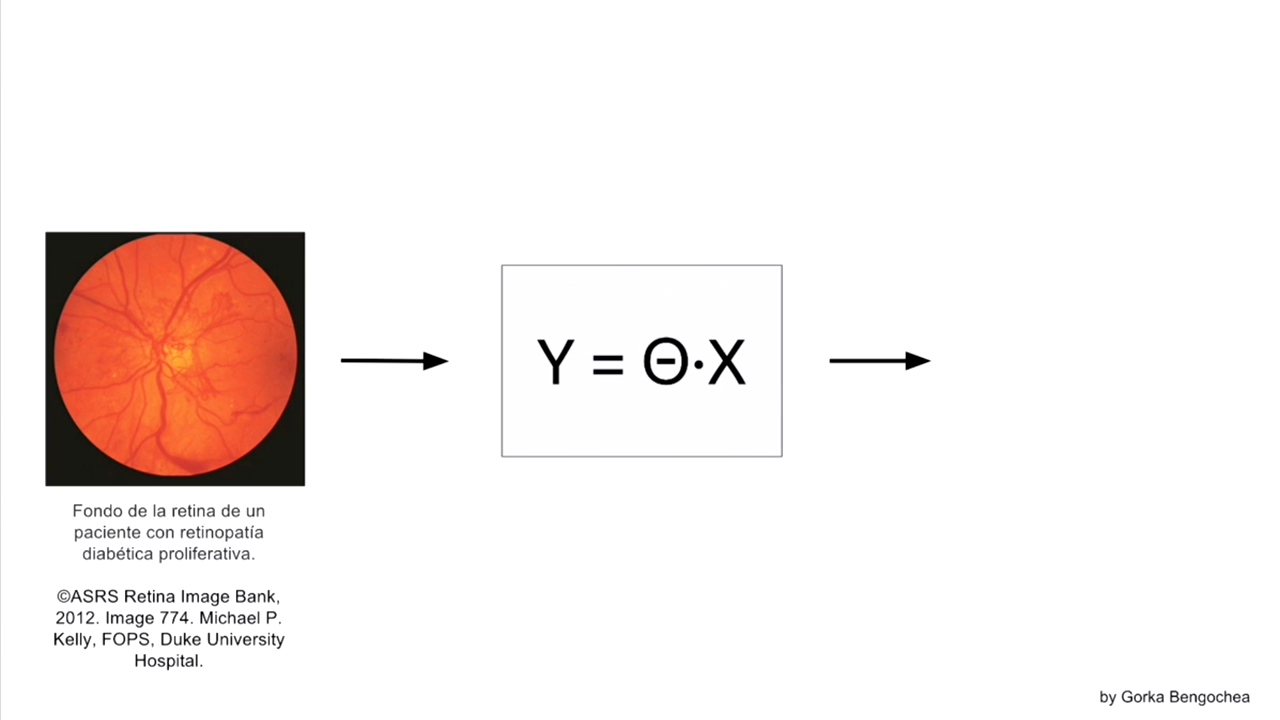 Y = Θ·X
Fondo de la retina de un
paciente con retinopatía
diabética proliferativa.
©ASRS Retina Image Bank,
2012. Image 774. Michael P.
Kelly, FOPS, Duke University
Hospital.
by Gorka Bengochea